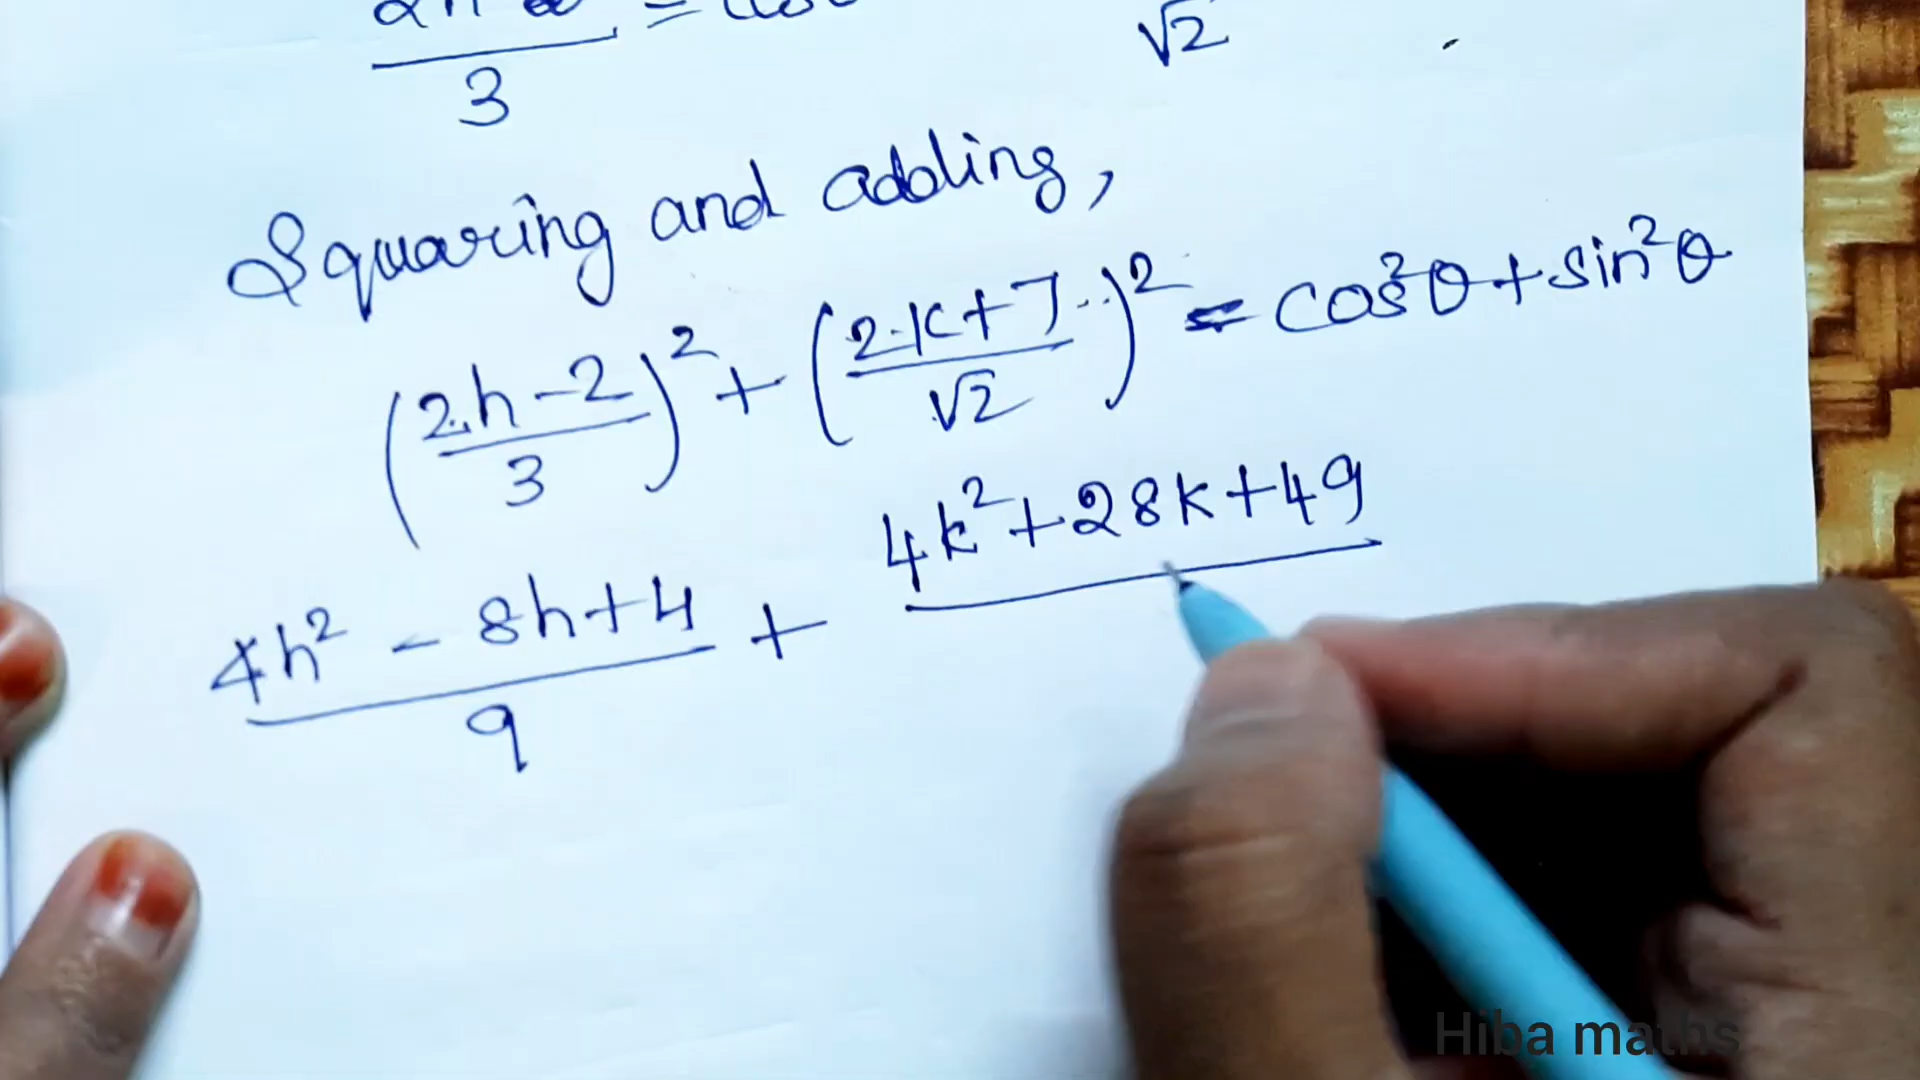 3
√2
Squaring and adding,
(2h-2/3)² + (2k+7/√2)² = cos²θ + sin²θ
4h² - 8h+4/9 + 4k²+28k+49
Hiba maths